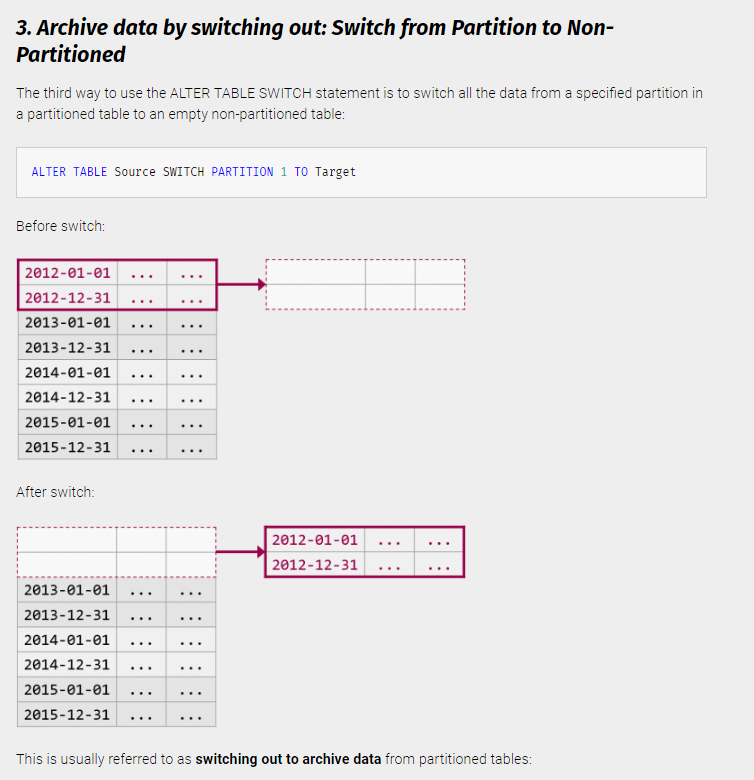 3. Archive data by switching out: Switch from Partition to Non-
Partitioned
The third way to use the ALTER TABLE SWITCH statement is to switch all the data from a specified partition in
a partitioned table to an empty non-partitioned table:
ALTER TABLE Source SWITCH PARTITION 1 TO Target
Before switch:
2012-01-01 ... ...
2012-12-31 ... ...
2013-01-01 ... ...
2013-12-31 ... ...
2014-01-01 ... ...
2014-12-31 ... ...
2015-01-01 ... ...
2015-12-31 ... ...
After switch:
2012-01-01 ... ...
2012-12-31 ... ...
2013-01-01 ... ...
2013-12-31 ... ...
2014-01-01 ... ...
2014-12-31 ... ...
2015-01-01 ... ...
2015-12-31 ... ...
This is usually referred to as switching out to archive data from partitioned tables: